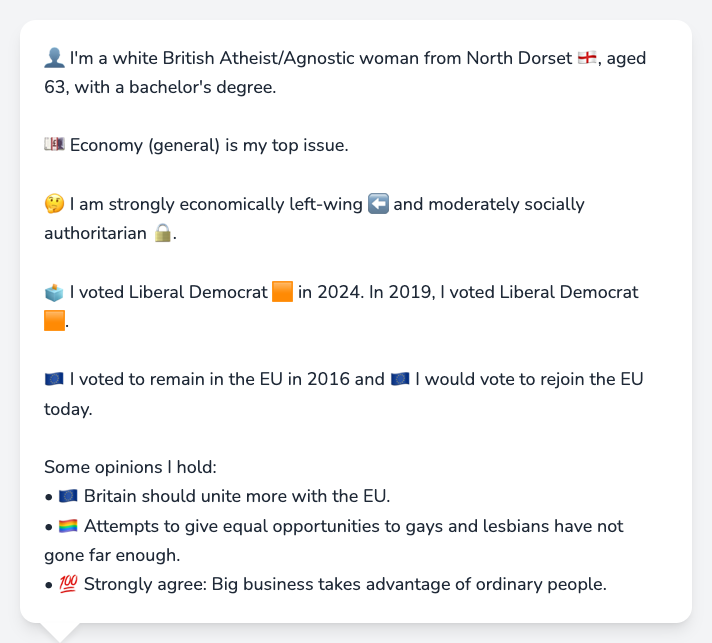 👤 I'm a white British Atheist/Agnostic woman from North Dorset 🏴󠁧󠁢󠁥󠁮󠁧󠁿, aged
63, with a bachelor's degree.
💷 Economy (general) is my top issue.
🤔 I am strongly economically left-wing ⬅️ and moderately socially
authoritarian 🔒.
🗳️ I voted Liberal Democrat 🟧 in 2024. In 2019, I voted Liberal Democrat
🟧.
🇪🇺 I voted to remain in the EU in 2016 and 🇪🇺 I would vote to rejoin the EU
today.
Some opinions I hold:
• 🇪🇺 Britain should unite more with the EU.
• 🏳️‍🌈 Attempts to give equal opportunities to gays and lesbians have not
gone far enough.
• 💯 Strongly agree: Big business takes advantage of ordinary people.